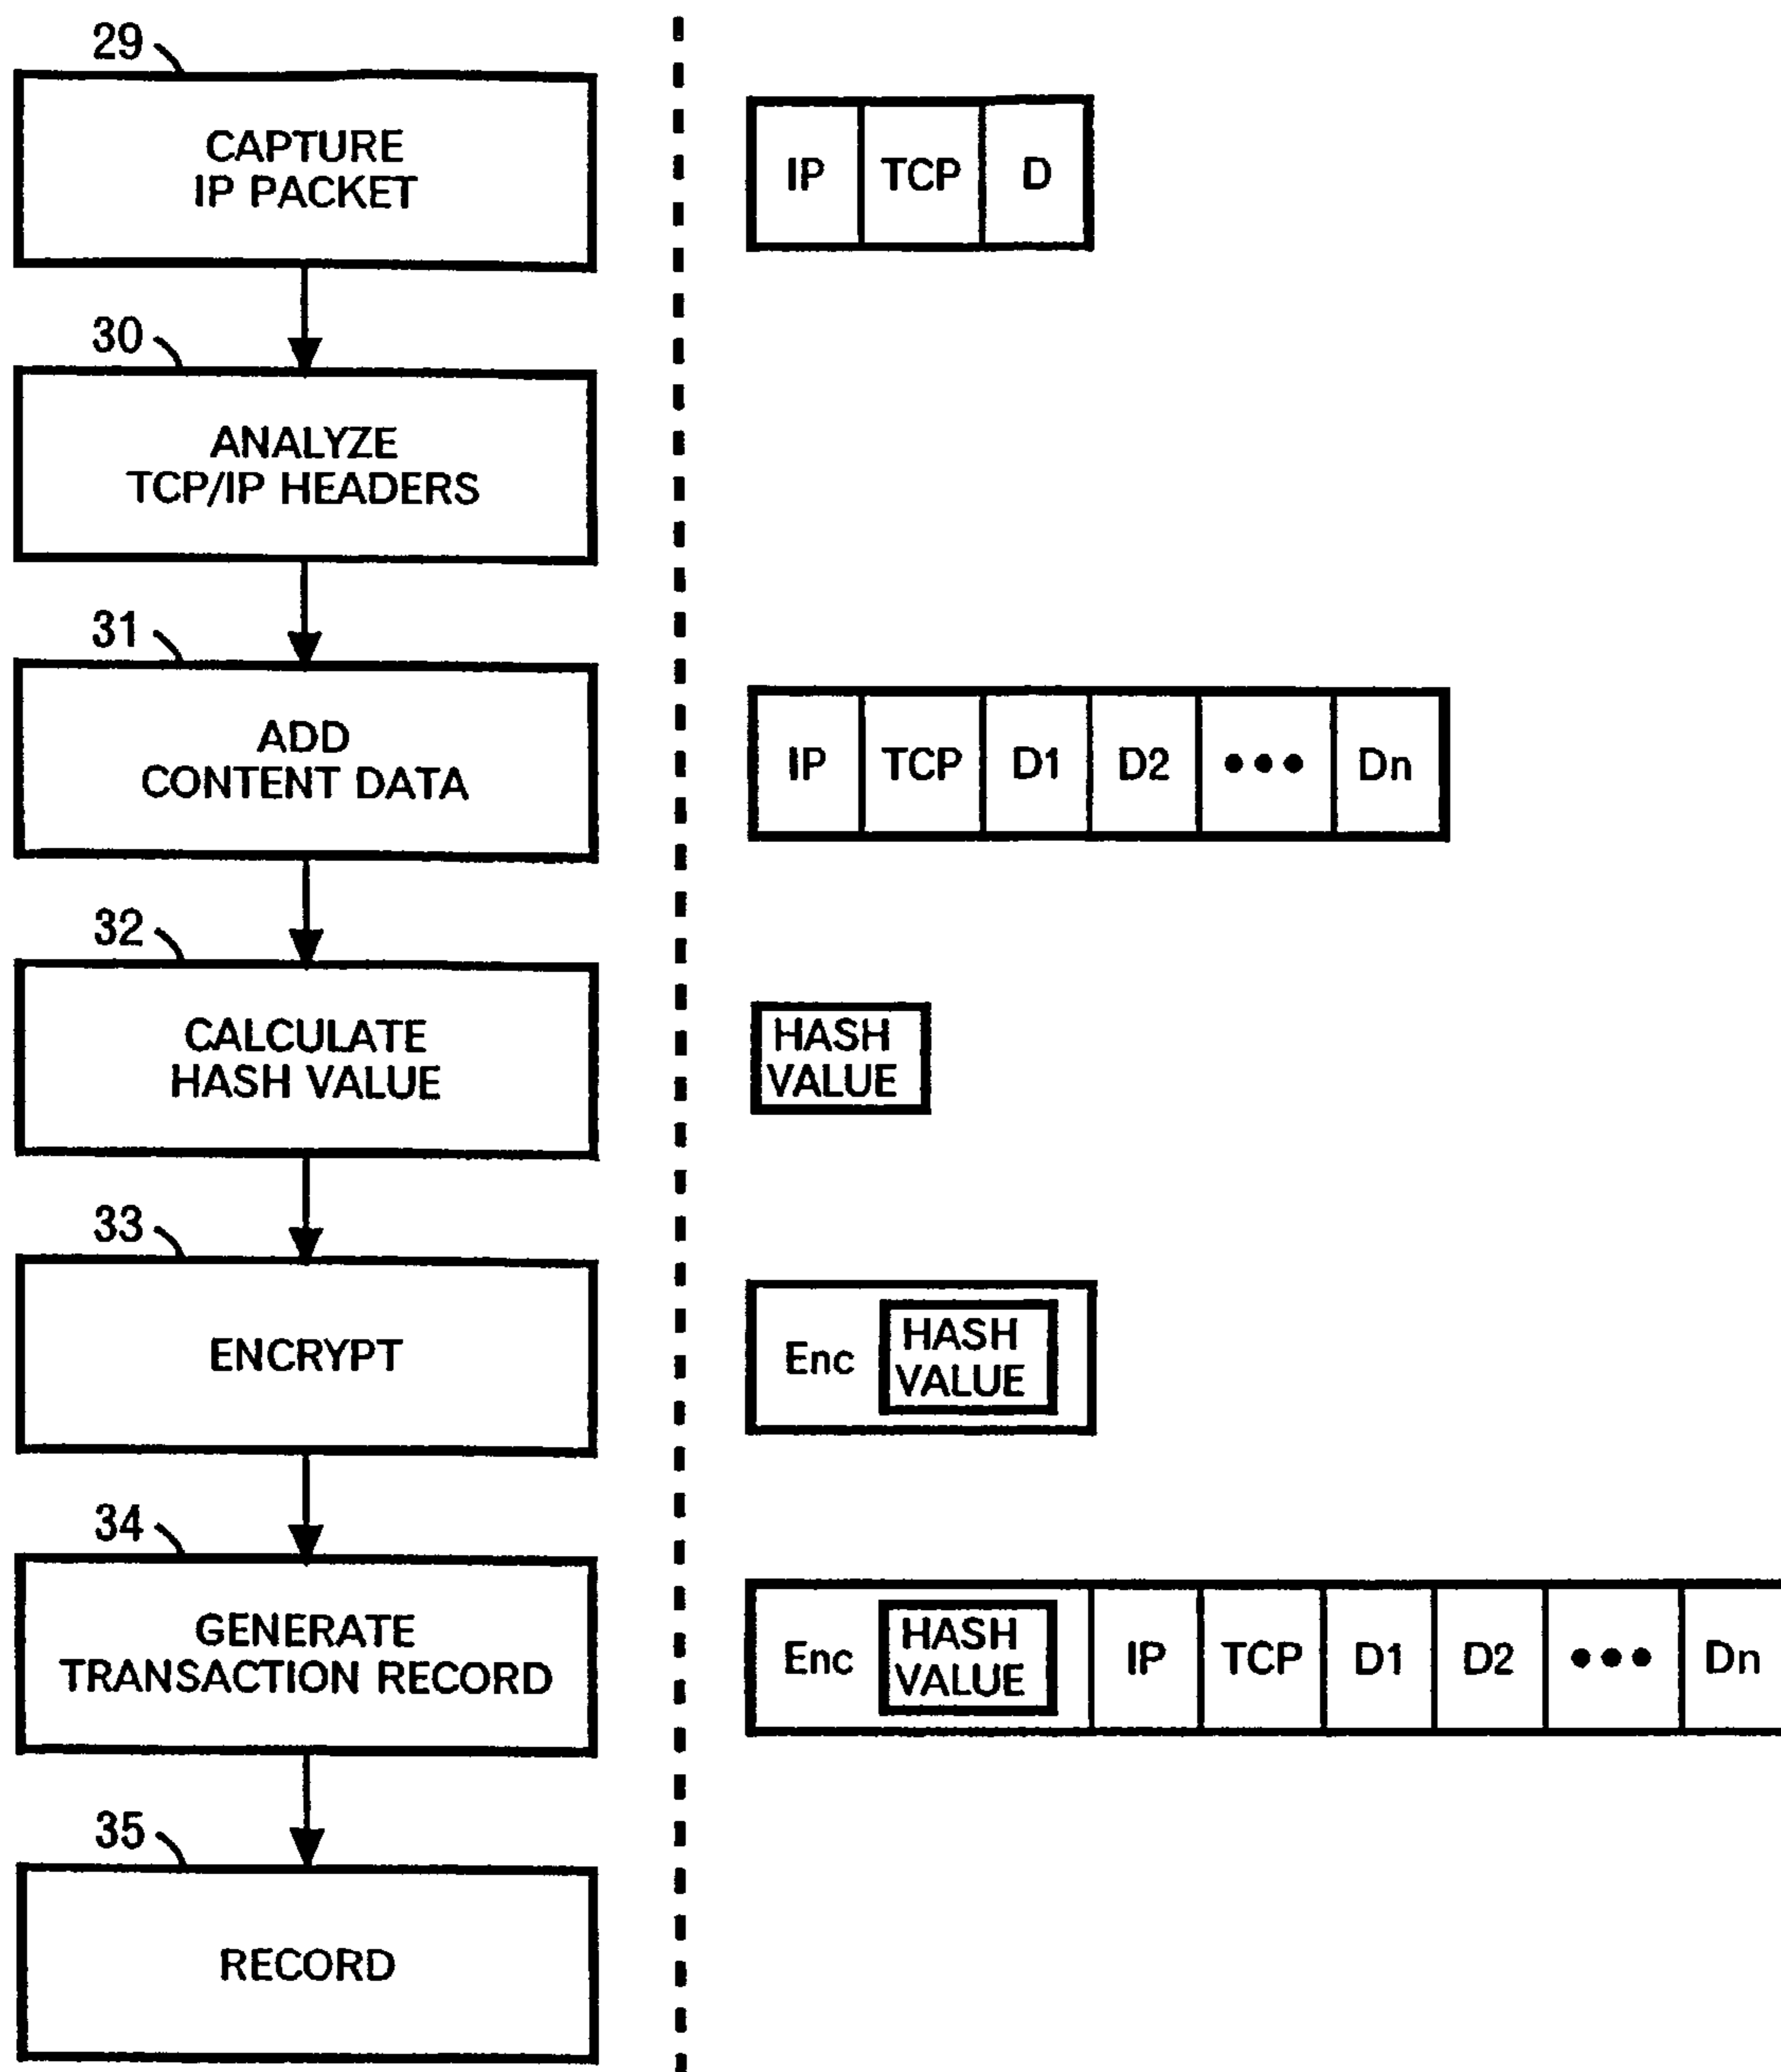 29
CAPTURE
IP PACKET
IP TCP D
30
ANALYZE
TCP/IP HEADERS
31
ADD
CONTENT DATA
IP TCP D1 D2 ••• Dn
32
CALCULATE
HASH VALUE
HASH
VALUE
33
ENCRYPT
Enc HASH
VALUE
34
GENERATE
TRANSACTION RECORD
Enc HASH
VALUE IP TCP D1 D2 ••• Dn
35
RECORD